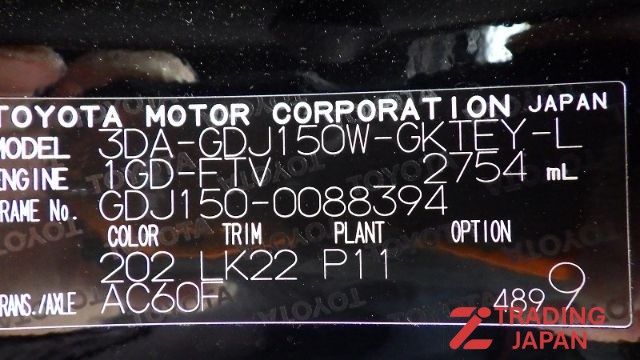 TOYOTA MOTOR CORPORATION JAPAN
MODEL 3DA-GDJ150W-GKTEY-L
ENGINE 1GD-FTV 2754 mL
FRAME No. GDJ150-0088394
COLOR TRIM PLANT OPTION
202 LK22 P11
TRANS./AXLE AC60F 489 9
TRADING
JAPAN